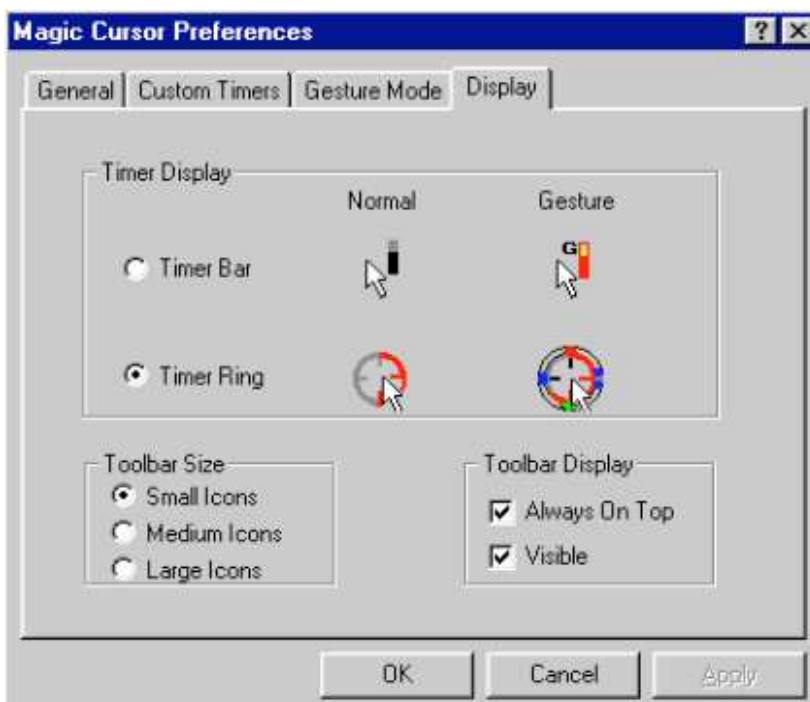 Magic Cursor Preferences
General Custom Timers Gesture Mode Display
Timer Display
Normal Gesture
Timer Bar
G
Timer Ring
Toolbar Size
Small Icons
Medium Icons
Large Icons
Toolbar Display
Always On Top
Visible
OK Cancel Apply